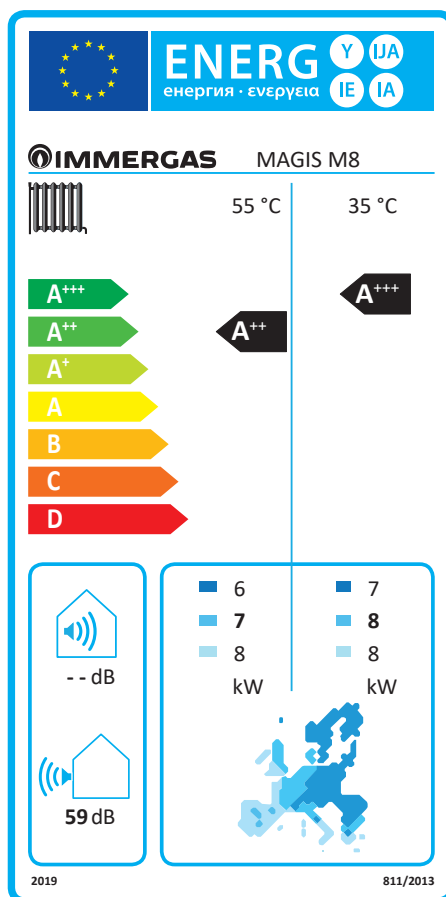 ENERG Y IJA
енергия · ενεργεια IE IA
IMMERGAS MAGIS M8
55 °C 35 °C
A+++ A+++
A++ A++
A+
A
B
C
D
6 7
7 8
8 8
kW kW
-- dB
59 dB
2019 811/2013